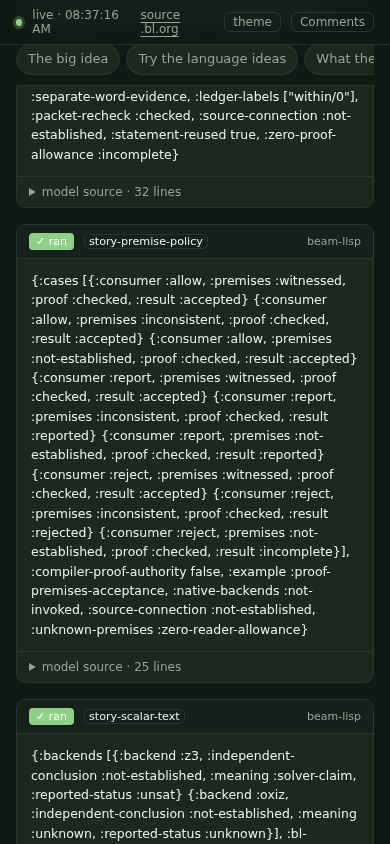 live · 08:37:16 AM
source .bl.org
theme
Comments
The big idea
Try the language ideas
What the
:separate-word-evidence, :ledger-labels ["within/0"],
:packet-recheck :checked, :source-connection :not-
established, :statement-reused true, :zero-proof-
allowance :incomplete}
▶ model source · 32 lines
✓ ran story-premise-policy beam-lisp
{:cases [{:consumer :allow, :premises :witnessed,
:proof :checked, :result :accepted} {:consumer
:allow, :premises :inconsistent, :proof :checked,
:result :accepted} {:consumer :allow, :premises
:not-established, :proof :checked, :result :accepted}
{:consumer :report, :premises :witnessed, :proof
:checked, :result :accepted} {:consumer :report,
:premises :inconsistent, :proof :checked, :result
:reported} {:consumer :report, :premises :not-
established, :proof :checked, :result :reported}
{:consumer :reject, :premises :witnessed, :proof
:checked, :result :accepted} {:consumer :reject,
:premises :inconsistent, :proof :checked, :result
:rejected} {:consumer :reject, :premises :not-
established, :proof :checked, :result :incomplete}],
:compiler-proof-authority false, :example :proof-
premises-acceptance, :native-backends :not-
invoked, :source-connection :not-established,
:unknown-premises :zero-reader-allowance}
▶ model source · 25 lines
✓ ran story-scalar-text beam-lisp
{:backends [{:backend :z3, :independent-
conclusion :not-established, :meaning :solver-claim,
:reported-status :unsat} {:backend :oxiz,
:independent-conclusion :not-established, :meaning
:unknown, :reported-status :unknown}], :bl-